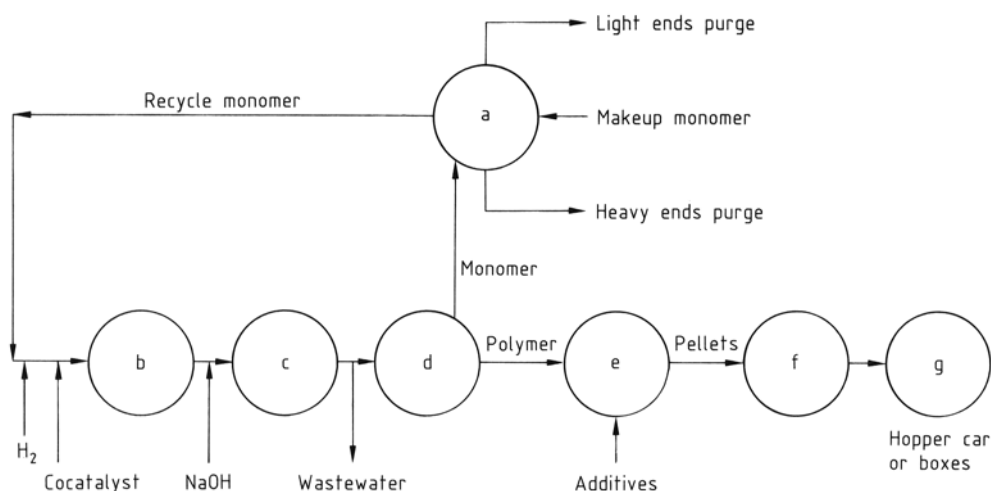 Light ends purge
Recycle monomer
a
Makeup monomer
Heavy ends purge
Monomer
b
c
d
Polymer
e
Pellets
f
g
H2
Cocatalyst
NaOH
Wastewater
Additives
Hopper car
or boxes